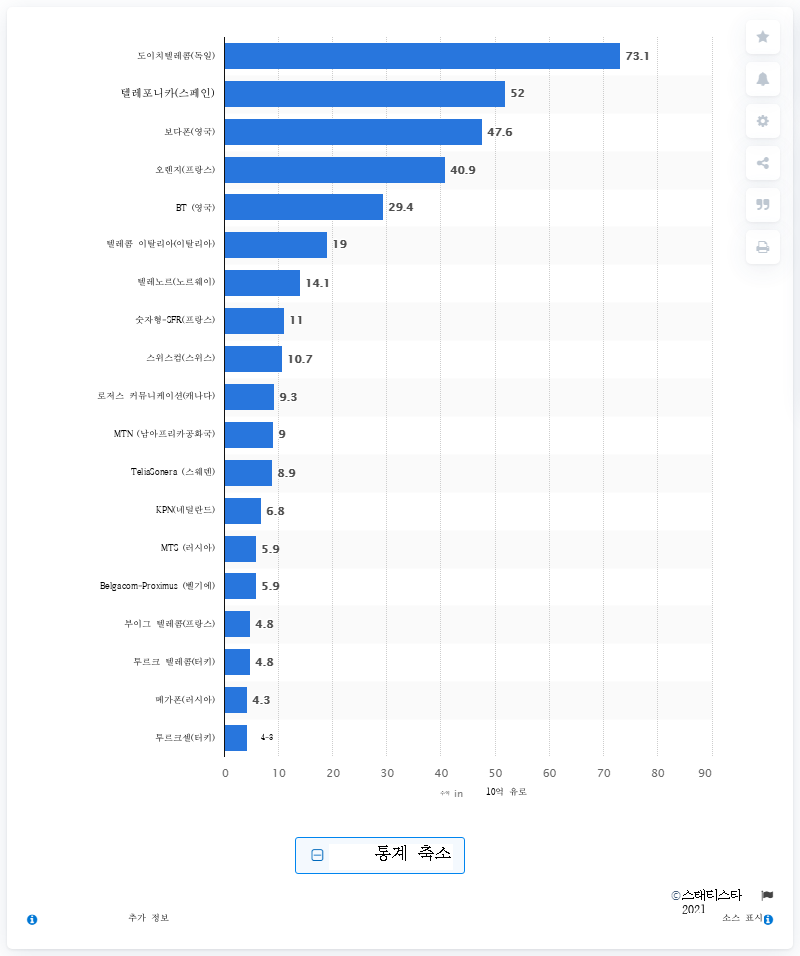 도이치텔레콤(독일) 73.1
텔레포니카(스페인) 52
보다폰(영국) 47.6
오렌지(프랑스) 40.9
BT (영국) 29.4
텔레콤 이탈리아(이탈리아) 19
텔레노르(노르웨이) 14.1
숫자형-SFR(프랑스) 11
스위스컴(스위스) 10.7
로저스 커뮤니케이션(캐나다) 9.3
MTN (남아프리카공화국) 9
TeliaSonera (스웨덴) 8.9
KPN(네덜란드) 6.8
MTS (러시아) 5.9
Belgacom-Proximus (벨기에) 5.9
부이그 텔레콤(프랑스) 4.8
투르크 텔레콤(터키) 4.8
메가폰(러시아) 4.3
투르크셀(터키) 4-3
0 10 20 30 40 50 60 70 80 90
in 10억 유로
통계 축소
©스태티스타
2021
추가 정보 소스 표시